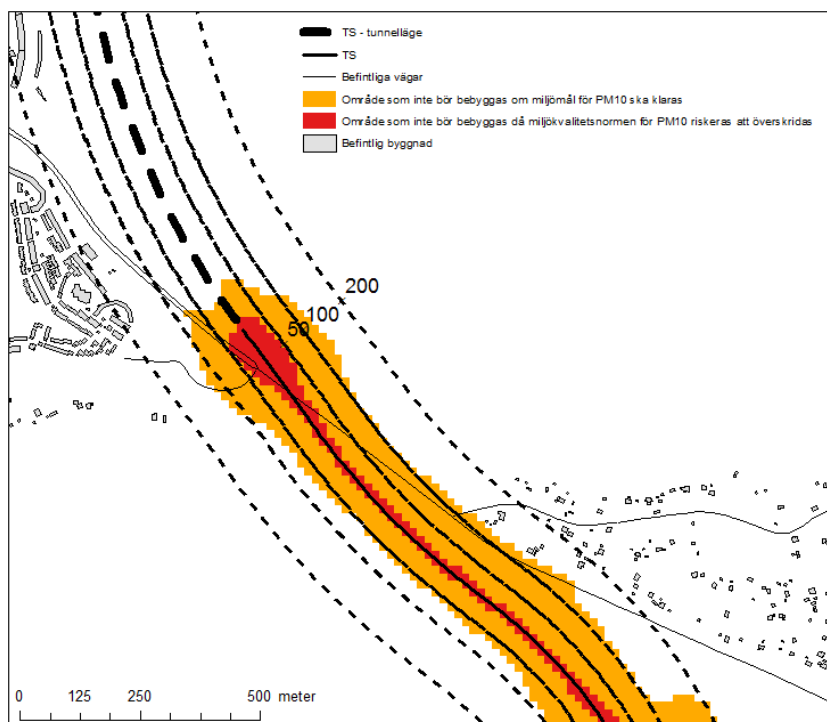 TS - tunnelläge
TS
Befintliga vägar
Område som inte bör bebyggas om miljömål för PM10 ska klaras
Område som inte bör bebyggas då miljökvalitetsnormen för PM10 riskeras att överskridas
Befintlig byggnad
200
100
50
0 125 250 500 meter